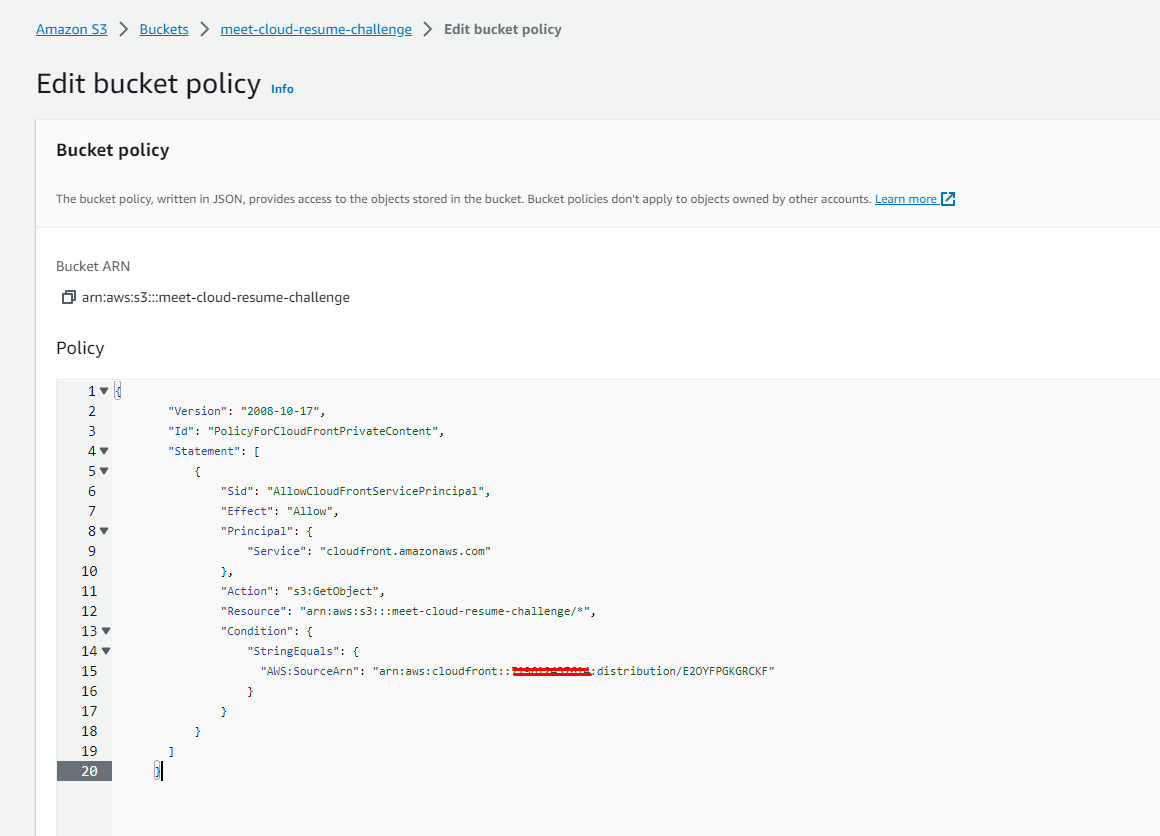 Amazon S3 > Buckets > meet-cloud-resume-challenge > Edit bucket policy
Edit bucket policy Info
Bucket policy
The bucket policy, written in JSON, provides access to the objects stored in the bucket. Bucket policies don't apply to objects owned by other accounts. Learn more
Bucket ARN
arn:aws:s3:::meet-cloud-resume-challenge
Policy
1 {
2 "Version": "2008-10-17",
3 "Id": "PolicyForCloudFrontPrivateContent",
4 "Statement": [
5 {
6 "Sid": "AllowCloudFrontServicePrincipal",
7 "Effect": "Allow",
8 "Principal": {
9 "Service": "cloudfront.amazonaws.com"
10 },
11 "Action": "s3:GetObject",
12 "Resource": "arn:aws:s3:::meet-cloud-resume-challenge/*",
13 "Condition": {
14 "StringEquals": {
15 "AWS:SourceArn": "arn:aws:cloudfront:::distribution/E2OYFPGKGRCKF"
16 }
17 }
18 }
19 ]
20 }